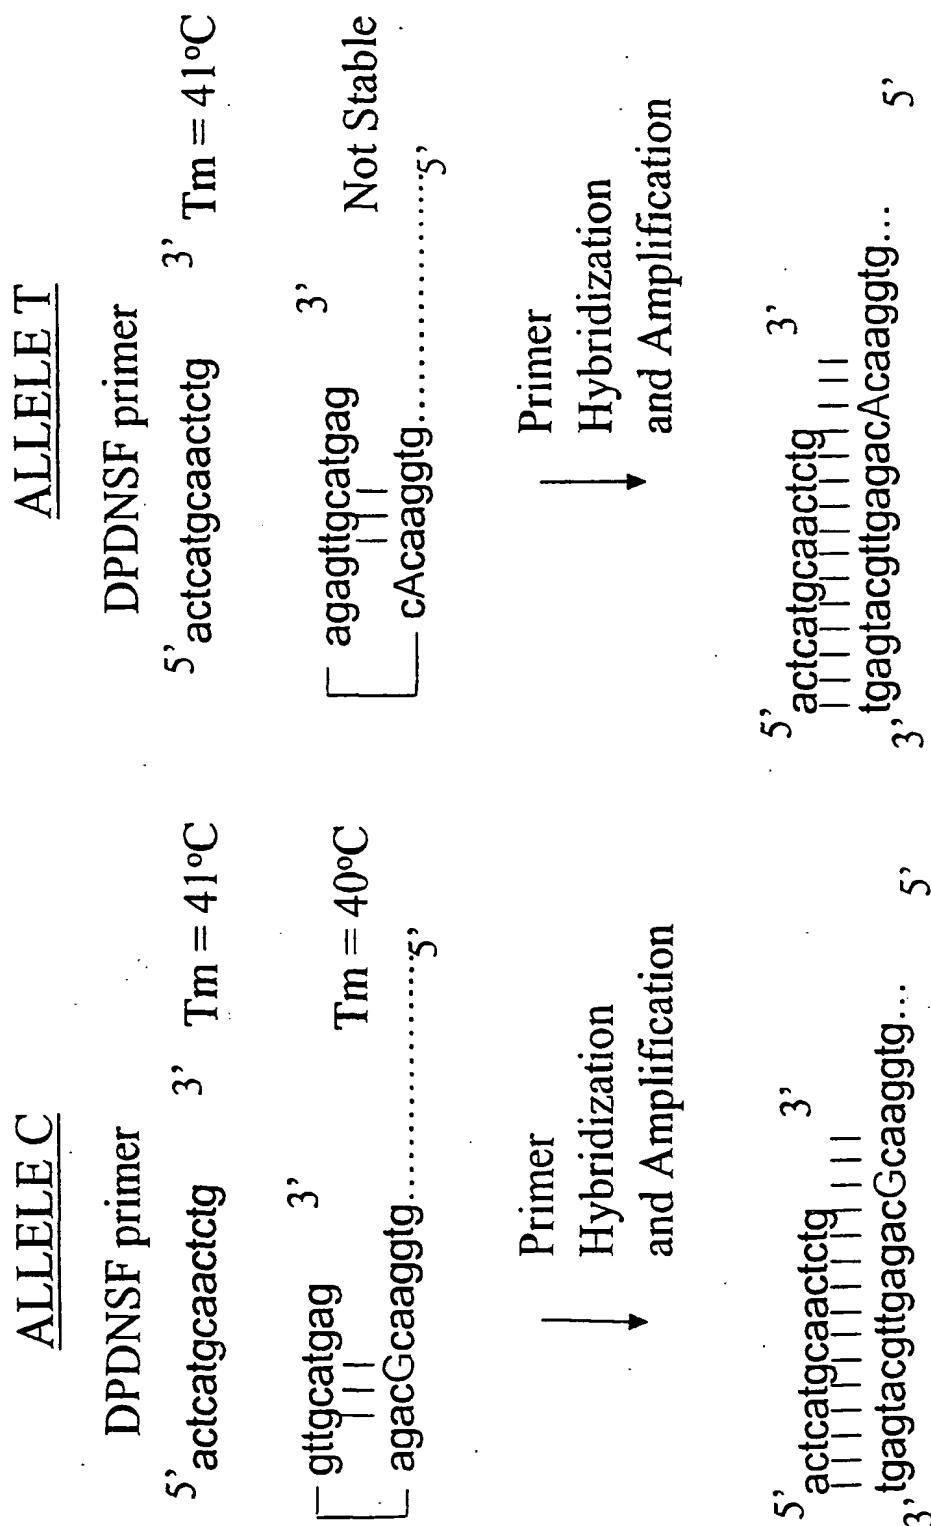 ALLELE C
DPDNSF primer
5' actcatgcaactctg 3' Tm = 41°C
gttgcatgag 3'
Tm = 40°C
agacGcaaggtg..................5'
Primer
Hybridization
and Amplification
5' 3'
actcatgcaactctg
tgagtacgttgagacGcaaggtg...
3' 5'
ALLELE T
DPDNSF primer
5' actcatgcaactctg 3' Tm = 41°C
agagttgcatgag 3'
Not Stable
cAcaaggtg..................5'
Primer
Hybridization
and Amplification
5' 3'
actcatgcaactctg
tgagtacgttgagacAcaaggtg...
3' 5'